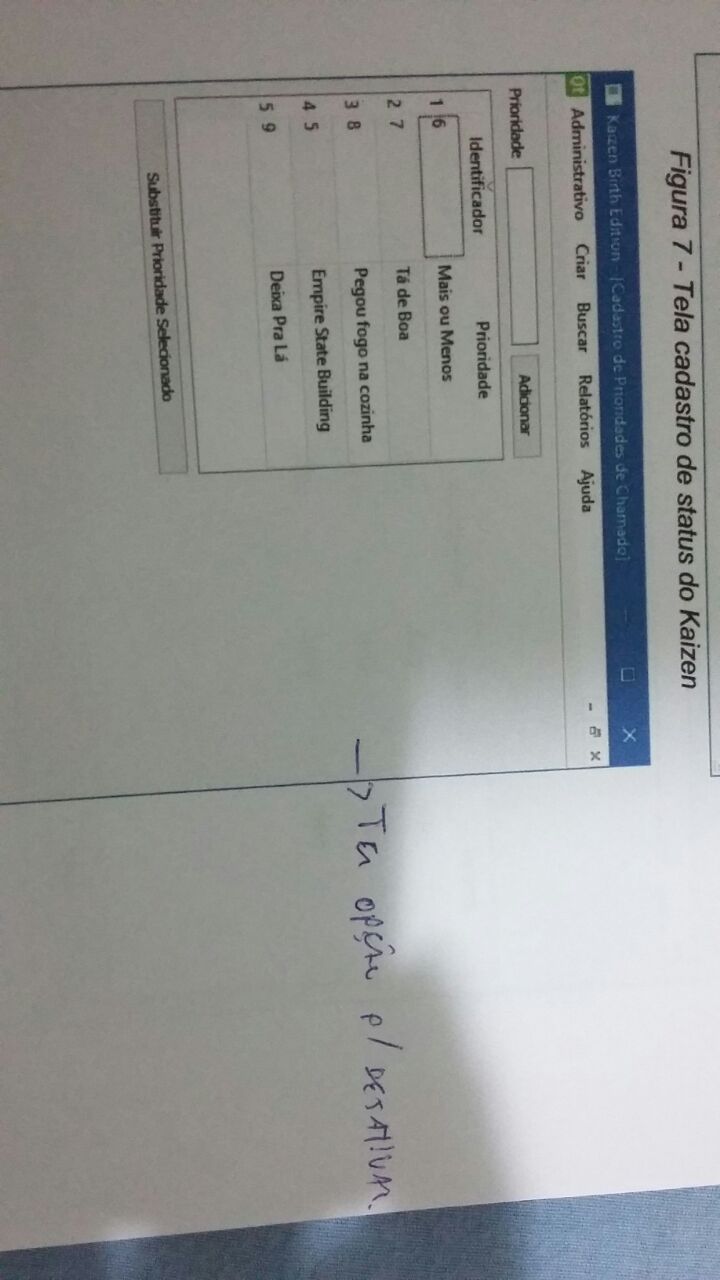 Figura 7 - Tela cadastro de status do Kaizen
Kaizen Birth Edition - [Cadastro de Prioridades de Chamado]
Qt Administrativo Criar Buscar Relatórios Ajuda
Prioridade Adicionar
Identificador Prioridade
1 6 Mais ou Menos
2 7 Tá de Boa
3 8 Pegou fogo na cozinha
4 5 Empire State Building
5 9 Deixa Pra Lá
Substituir Prioridade Selecionado
→ TER OPÇÃO P/ DESATIVAR.